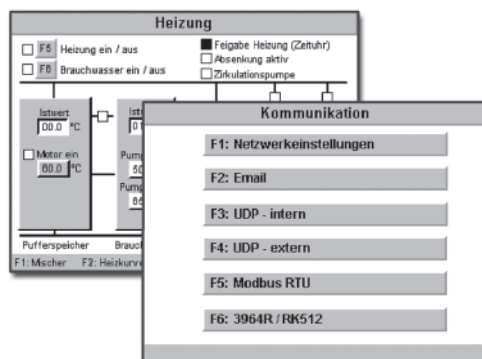 Heizung
F5 Heizung ein / aus
F6 Brauchwasser ein / aus
Feigabe Heizung (Zeituhr)
Absenkung aktiv
Zirkulationspumpe
Istwert
00.0 °C
Motor ein
60.0 °C
Pufferspeicher
F1: Mischer
Kommunikation
F1: Netzwerkeinstellungen
F2: Email
F3: UDP - intern
F4: UDP - extern
F5: Modbus RTU
F6: 3964R / RK512